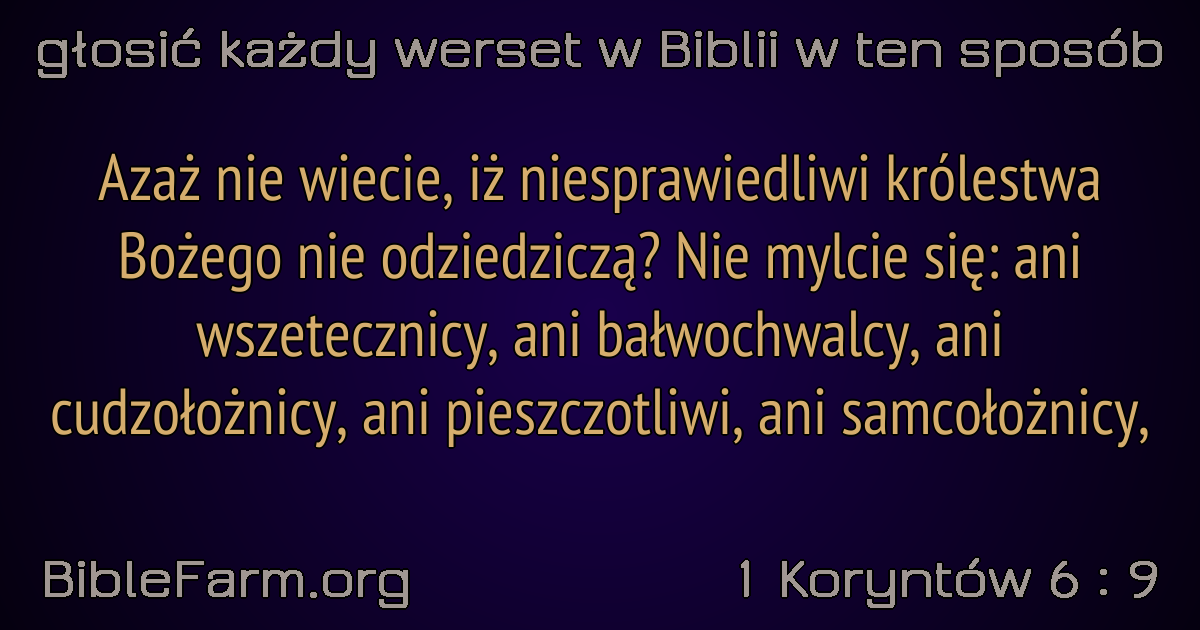 głosić każdy werset w Biblii w ten sposób
Azaż nie wiecie, iż niesprawiedliwi królestwa
Bożego nie odziedziczą? Nie mylcie się: ani
wszetecznicy, ani bałwochwalcy, ani
cudzołożnicy, ani pieszczotliwi, ani samcołożnicy,
BibleFarm.org
1 Koryntów 6 : 9